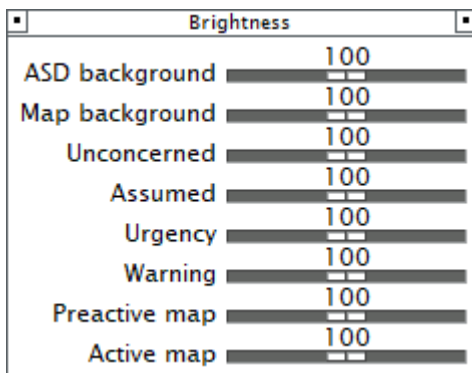 Brightness
100
ASD background
100
Map background
100
Unconcerned
100
Assumed
100
Urgency
100
Warning
100
Preactive map
100
Active map